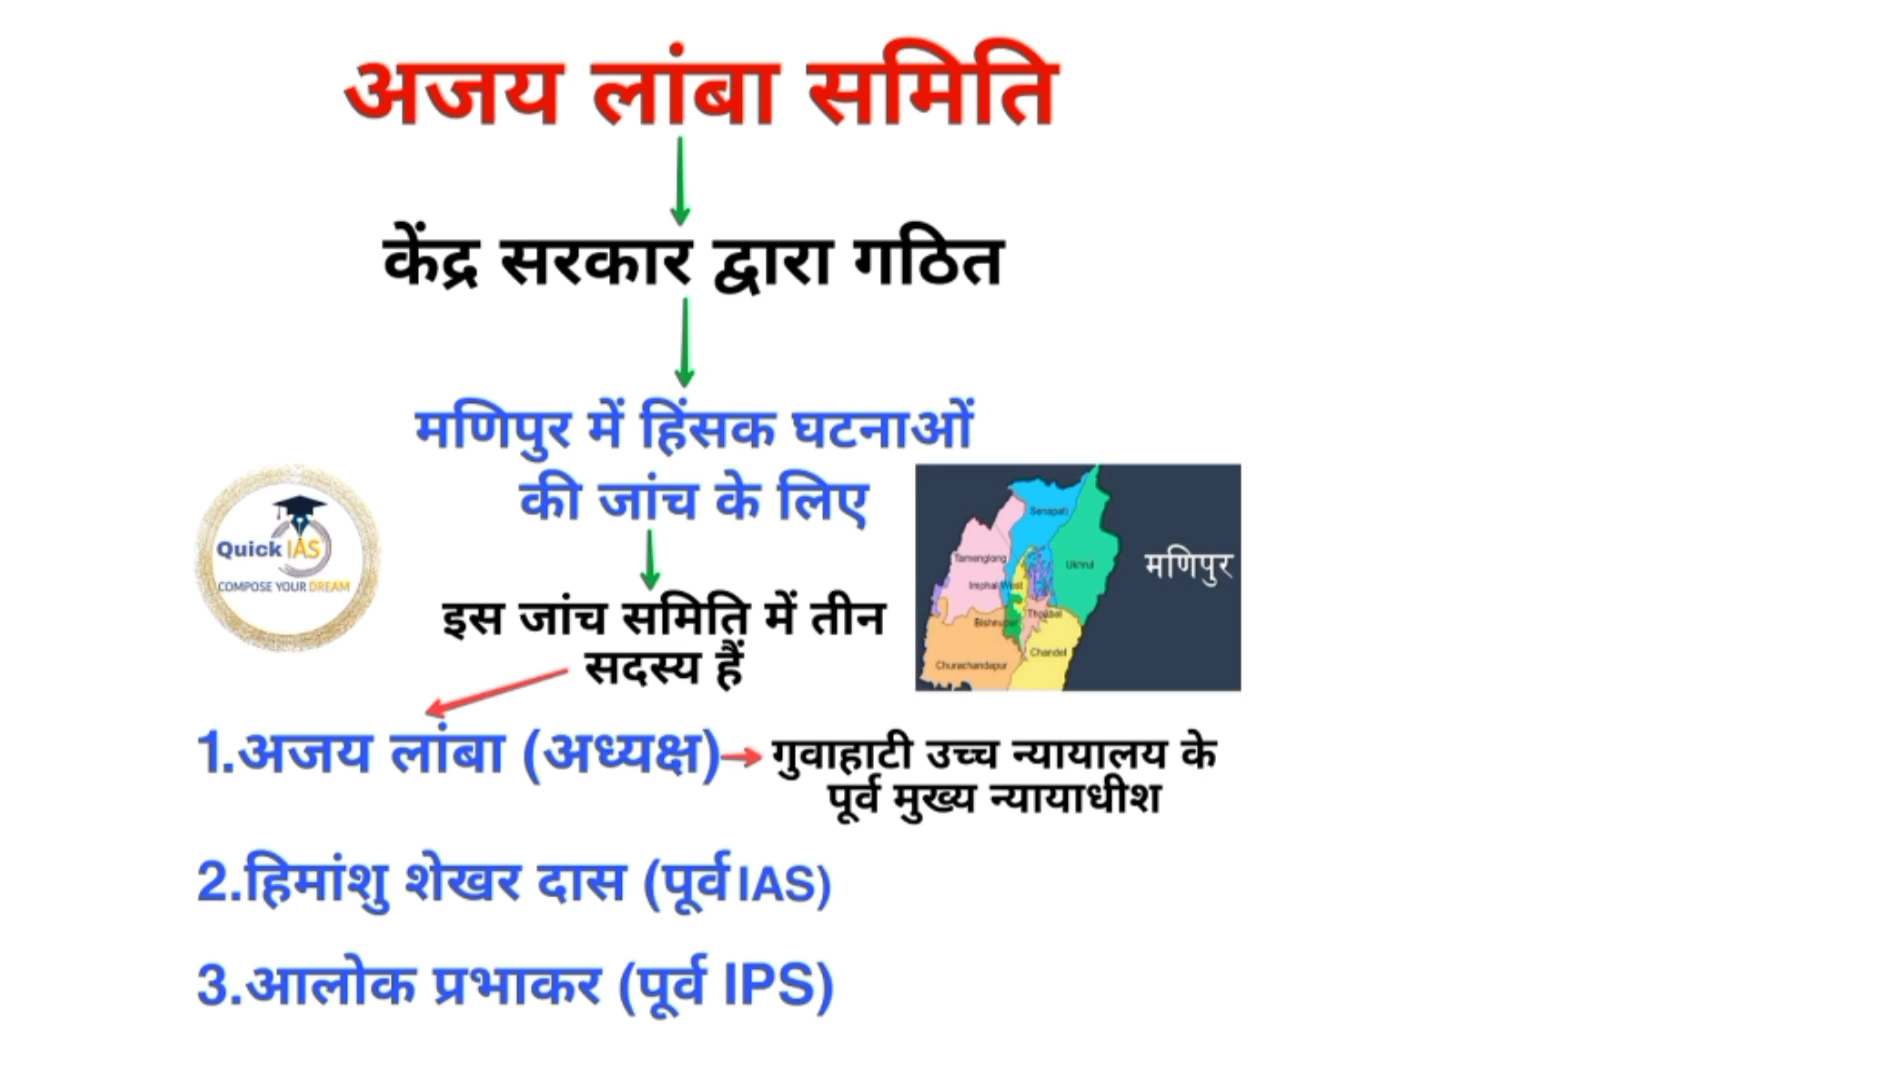 अजय लांबा समिति
केंद्र सरकार द्वारा गठित
मणिपुर में हिंसक घटनाओं
की जांच के लिए
Quick IAS
COMPOSE YOUR DREAM
इस जांच समिति में तीन
सदस्य हैं
Senapati
Tamenglong
Ukhrul
मणिपुर
Imphal West
Thoubal
Bishnupur
Chandel
Churachandapur
1.अजय लांबा (अध्यक्ष)
गुवाहाटी उच्च न्यायालय के
पूर्व मुख्य न्यायाधीश
2.हिमांशु शेखर दास (पूर्व IAS)
3.आलोक प्रभाकर (पूर्व IPS)